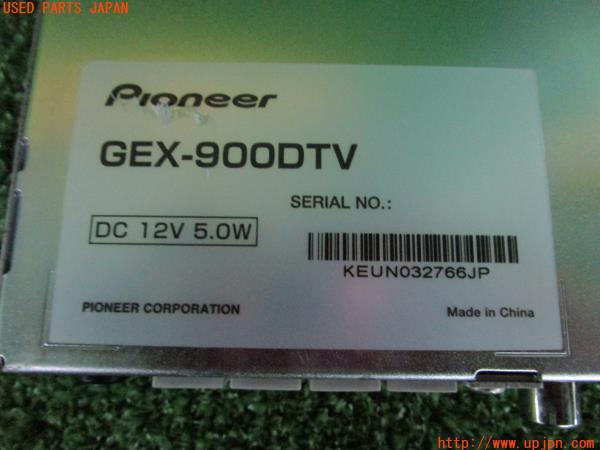 USED PARTS JAPAN
Pioneer
GEX-900DTV
SERIAL NO.:
DC 12V 5.0W
KEUN032766JP
PIONEER CORPORATION
Made in China
http://www.upjpn.com/